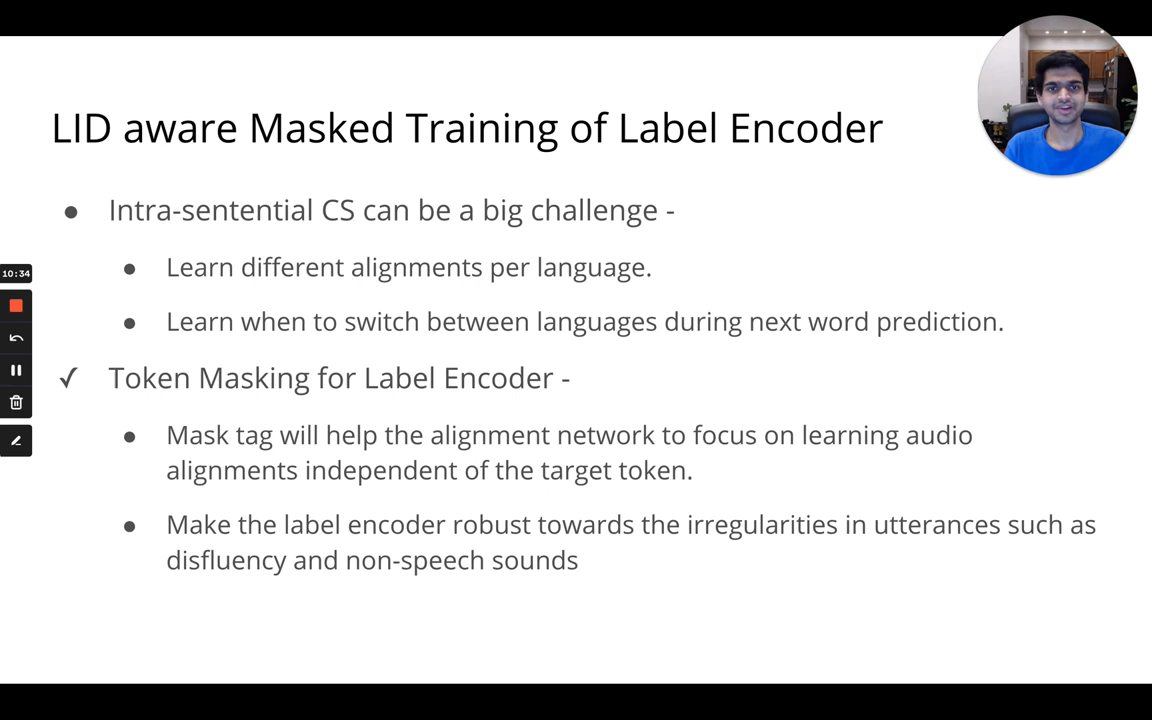 LID aware Masked Training of Label Encoder
● Intra-sentential CS can be a big challenge -
● Learn different alignments per language.
● Learn when to switch between languages during next word prediction.
✓ Token Masking for Label Encoder -
● Mask tag will help the alignment network to focus on learning audio
alignments independent of the target token.
● Make the label encoder robust towards the irregularities in utterances such as
disfluency and non-speech sounds
10:34